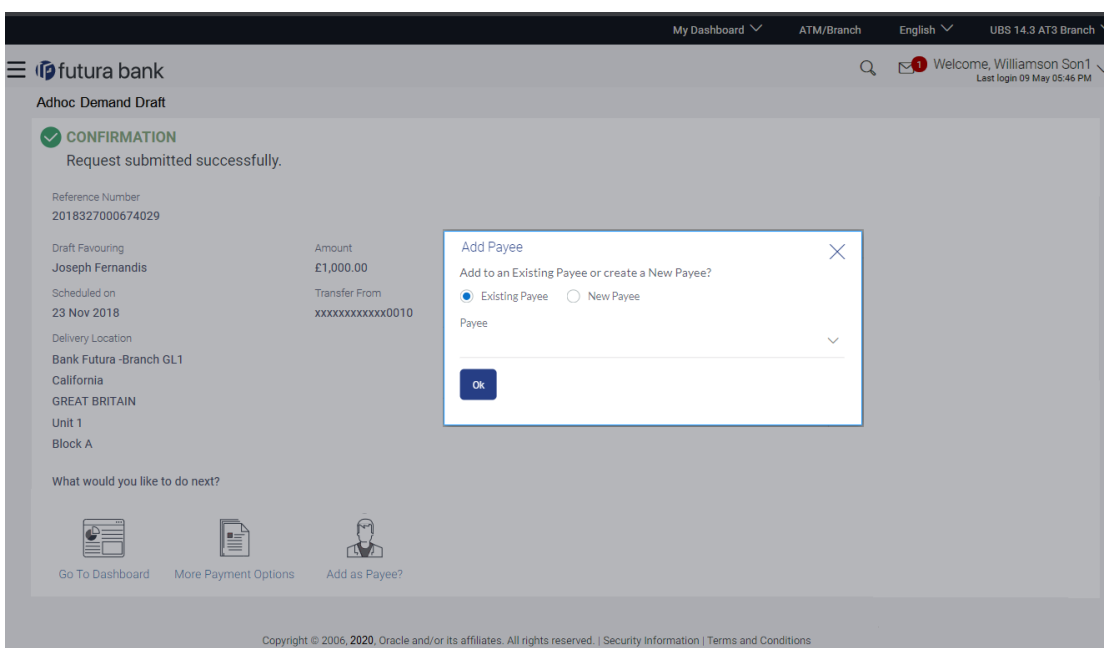 My Dashboard ATM/Branch English UBS 14.3 AT3 Branch
futura bank 1 Welcome, Williamson Son1
Last login 09 May 05:46 PM
Adhoc Demand Draft
CONFIRMATION
Request submitted successfully.
Reference Number
2018327000674029
Draft Favouring Amount
Joseph Fernandis £1,000.00
Scheduled on Transfer From
23 Nov 2018 xxxxxxxxxxxx0010
Delivery Location
Bank Futura -Branch GL1
California
GREAT BRITAIN
Unit 1
Block A
Add Payee
Add to an Existing Payee or create a New Payee?
Existing Payee New Payee
Payee
Ok
What would you like to do next?
Go To Dashboard More Payment Options Add as Payee?
Copyright © 2006, 2020, Oracle and/or its affiliates. All rights reserved. | Security Information | Terms and Conditions